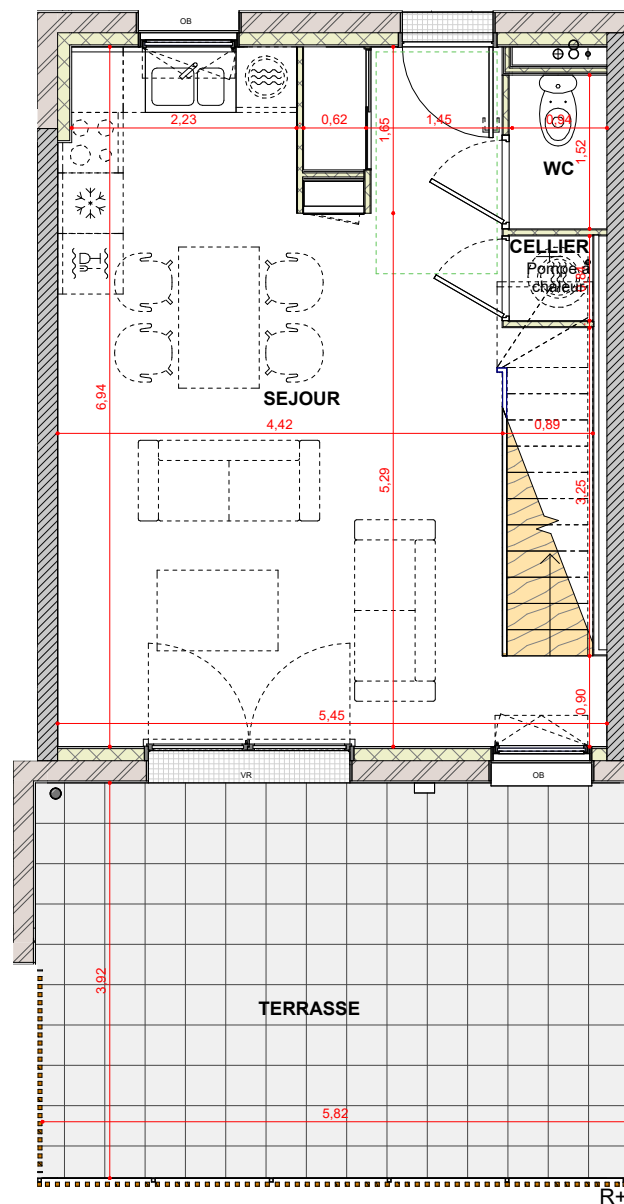 OB
2,23
0,62
1,65
1,45
0,94
1,52
WC
CELLIER
Pompe à
chaleur
SEJOUR
6,94
4,42
0,89
5,29
3,25
0,90
5,45
VR
OB
3,92
TERRASSE
5,82
R+